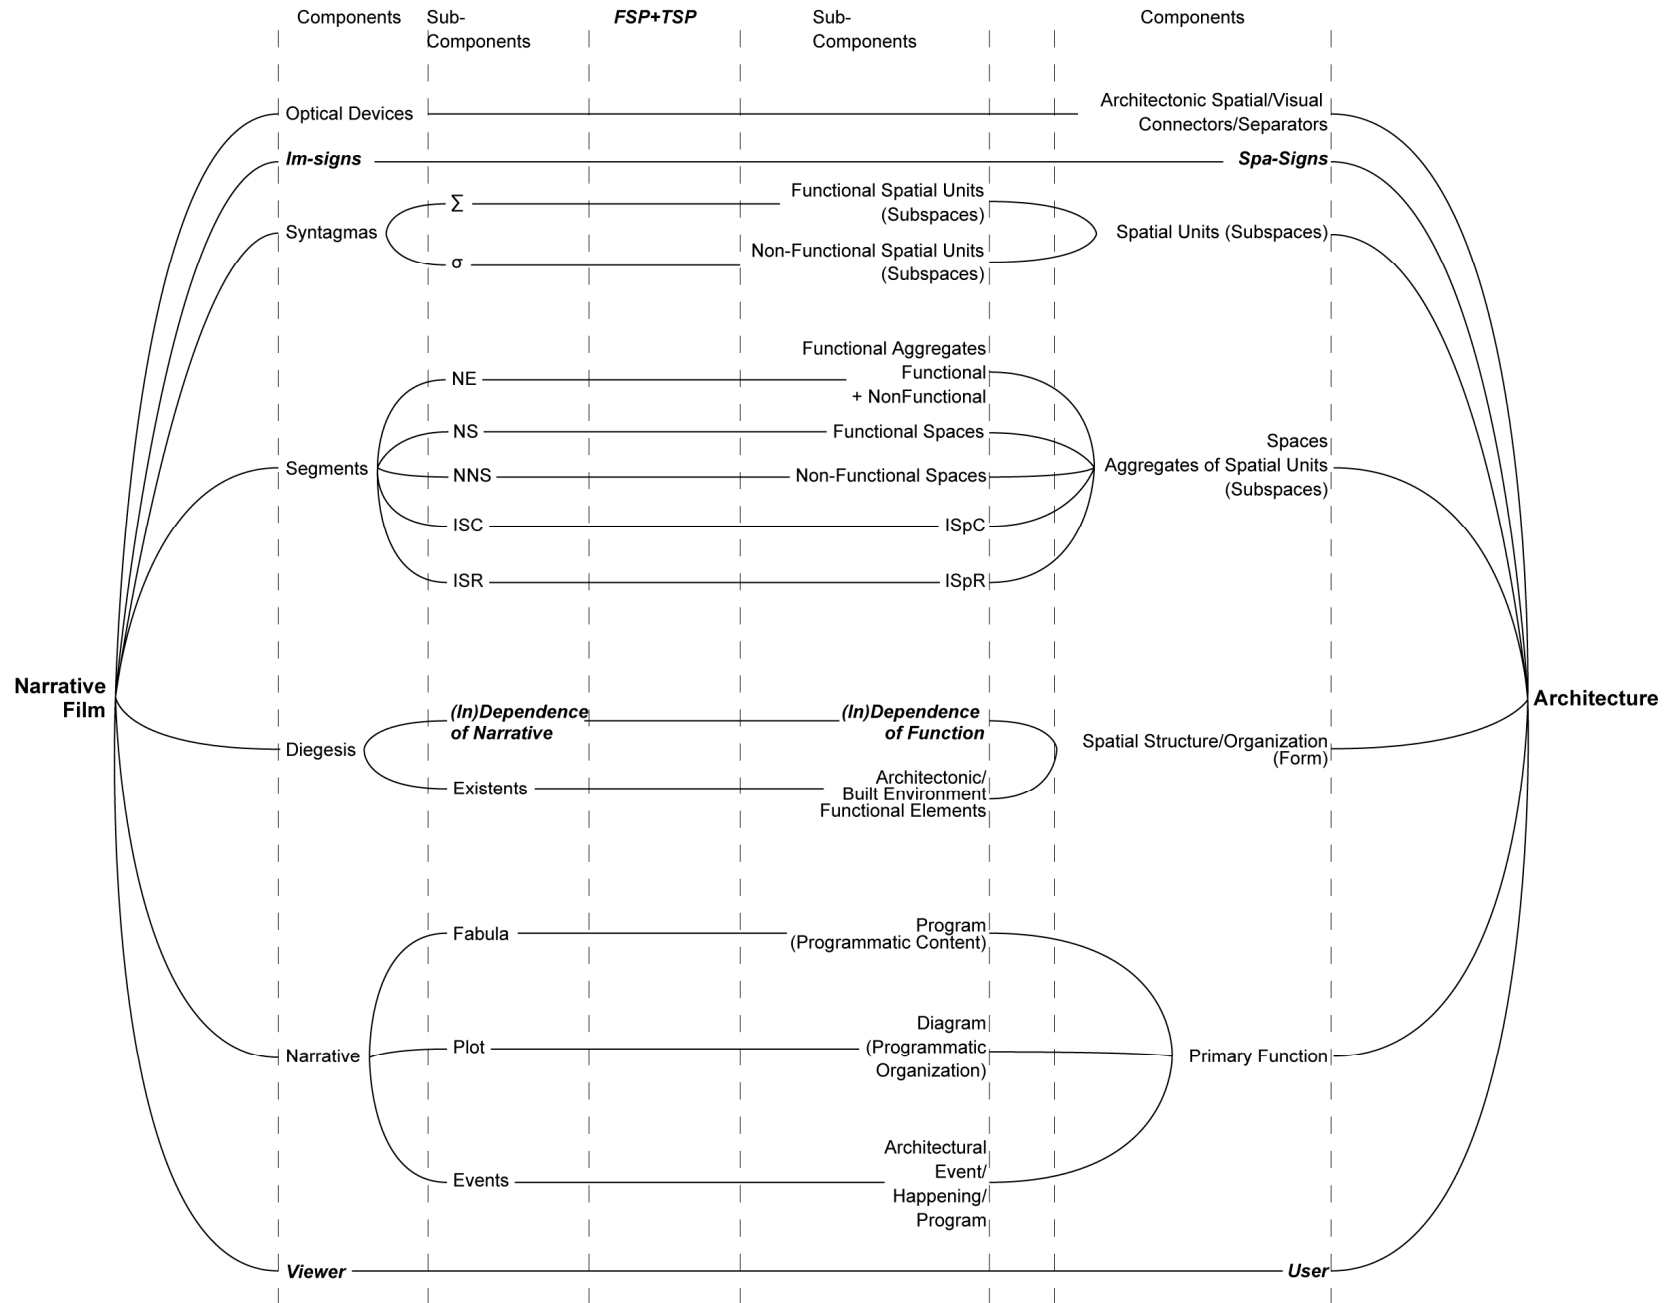 Components
Sub-
Components
FSP+TSP
Sub-
Components
Components
Optical Devices
Architectonic Spatial/Visual
Connectors/Separators
Im-signs
Spa-Signs
Syntagmas
∑
Functional Spatial Units
(Subspaces)
σ
Non-Functional Spatial Units
(Subspaces)
Spatial Units (Subspaces)
Segments
NE
Functional Aggregates
Functional
+ NonFunctional
NS
Functional Spaces
NNS
Non-Functional Spaces
ISC
ISpC
ISR
ISpR
Spaces
Aggregates of Spatial Units
(Subspaces)
Narrative
Film
Architecture
Diegesis
(In)Dependence
of Narrative
(In)Dependence
of Function
Existents
Architectonic/
Built Environment
Functional Elements
Spatial Structure/Organization
(Form)
Narrative
Fabula
Program
(Programmatic Content)
Plot
Diagram
(Programmatic
Organization)
Events
Architectural
Event/
Happening/
Program
Primary Function
Viewer
User